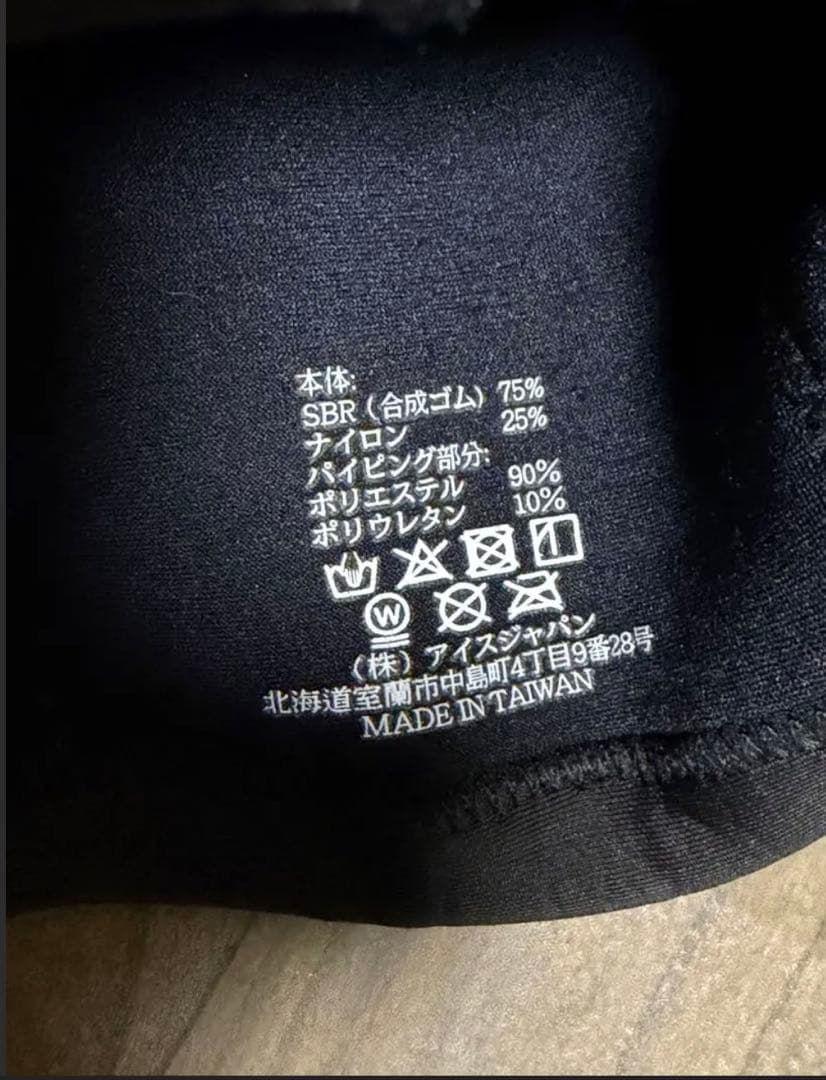 本体:
SBR（合成ゴム） 75%
ナイロン 25%
パイピング部分:
ポリエステル 90%
ポリウレタン 10%
W
（株）アイスジャパン
北海道室蘭市中島町4丁目9番28号
MADE IN TAIWAN